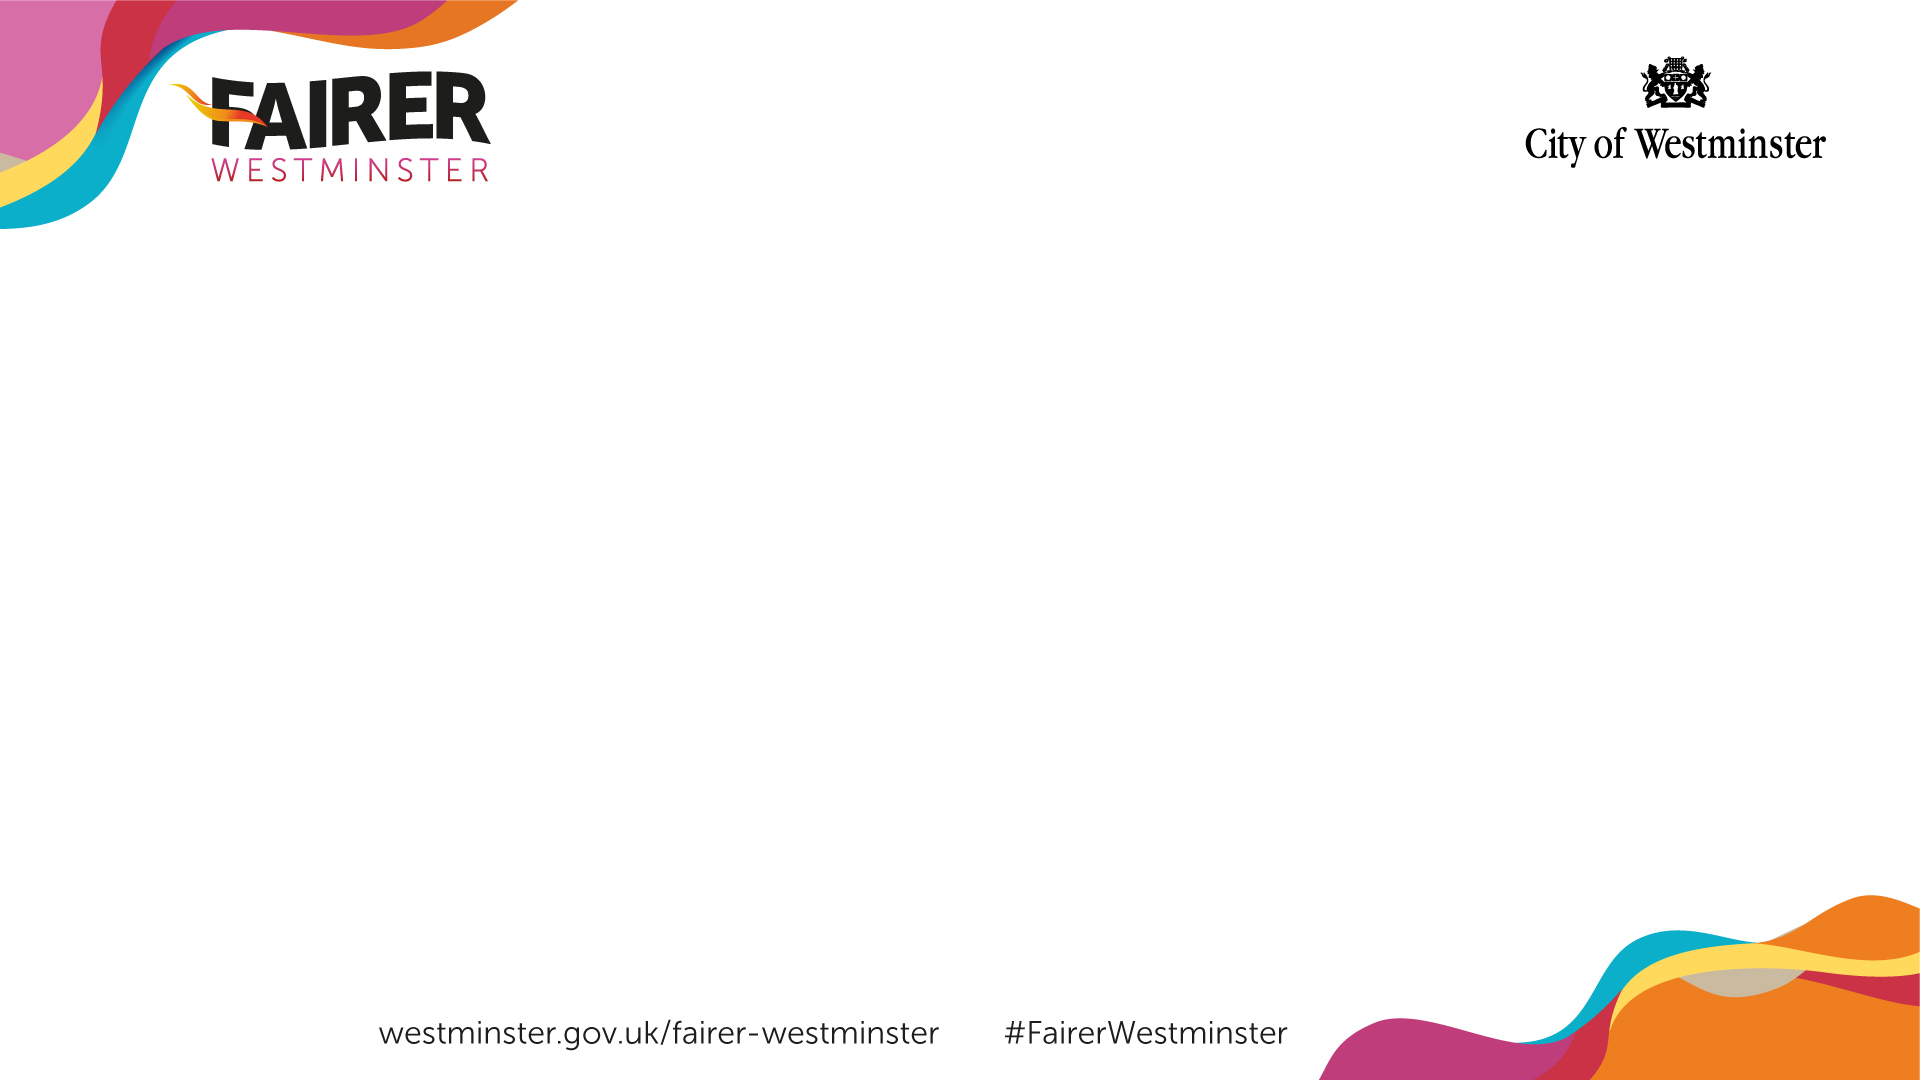 FAIRER
WESTMINSTER
City of Westminster
westminster.gov.uk/fairer-westminster
#FairerWestminster